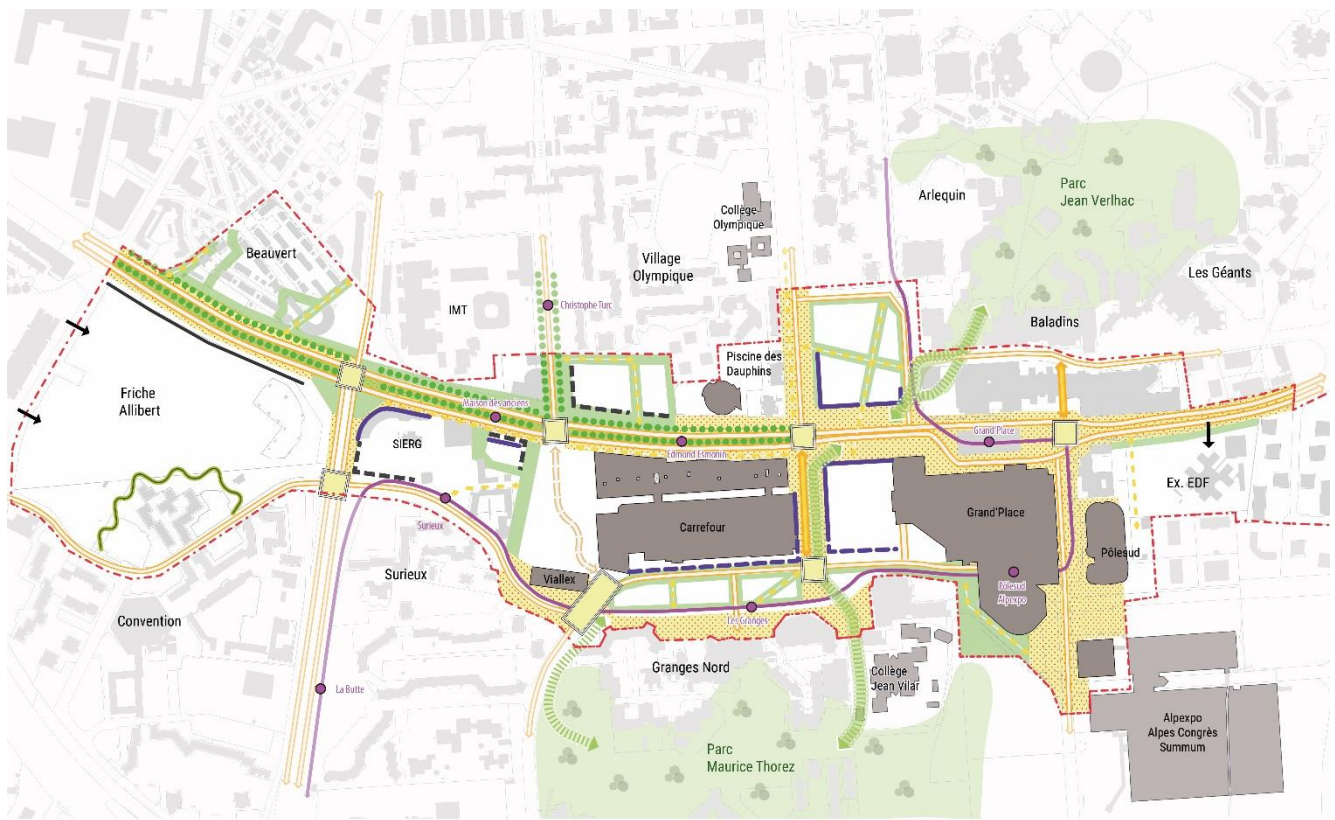 Arlequin
Parc
Jean Verlhac
Collège
Olympique
Beauvert
Village
Olympique
Les Géants
Christophe Turc
IMT
Baladins
Piscine des
Dauphins
Friche
Allibert
Maison des anciens
Grand Place
SIERG
Edmond Esmonin
Ex. EDF
Grand'Place
Carrefour
Surieux
Pôlesud
Surieux
Viallex
Pôlesud
Alpexpo
Convention
Les Granges
Granges Nord
Collège
Jean Vilar
La Butte
Alpexpo
Alpes Congrès
Summum
Parc
Maurice Thorez